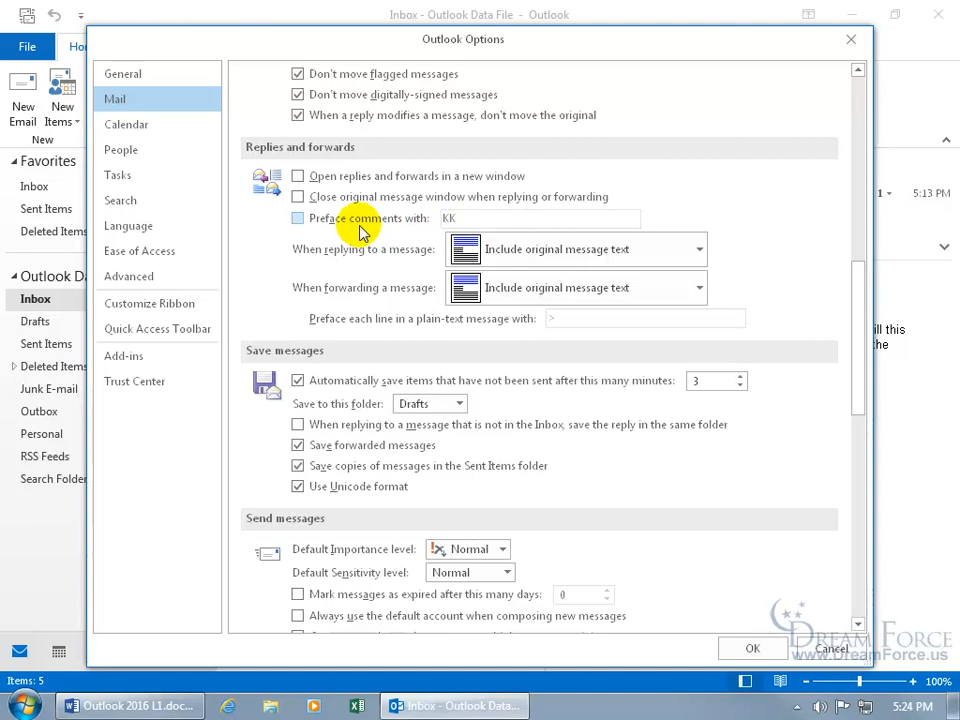 Inbox - Outlook Data File - Outlook
File
Ho
Outlook Options
New Email
New Items
New
Favorites
Inbox
Sent Items
Deleted Items
Outlook Da
Inbox
Drafts
Sent Items
Deleted Items
Junk E-mail
Outbox
Personal
RSS Feeds
Search Folder
General
Mail
Calendar
People
Tasks
Search
Language
Ease of Access
Advanced
Customize Ribbon
Quick Access Toolbar
Add-ins
Trust Center
Don't move flagged messages
Don't move digitally-signed messages
When a reply modifies a message, don't move the original
Replies and forwards
Open replies and forwards in a new window
Close original message window when replying or forwarding
Preface comments with: KK
When replying to a message: Include original message text
When forwarding a message: Include original message text
Preface each line in a plain-text message with: >
Save messages
Automatically save items that have not been sent after this many minutes: 3
Save to this folder: Drafts
When replying to a message that is not in the Inbox, save the reply in the same folder
Save forwarded messages
Save copies of messages in the Sent Items folder
Use Unicode format
Send messages
Default Importance level: Normal
Default Sensitivity level: Normal
Mark messages as expired after this many days: 0
Always use the default account when composing new messages
OK
Cancel
1
5:13 PM
ill this
the
DREAM FORCE
www.DreamForce.us
Items: 5
100%
Outlook 2016 L1.doc...
Inbox - Outlook Data...
5:24 PM